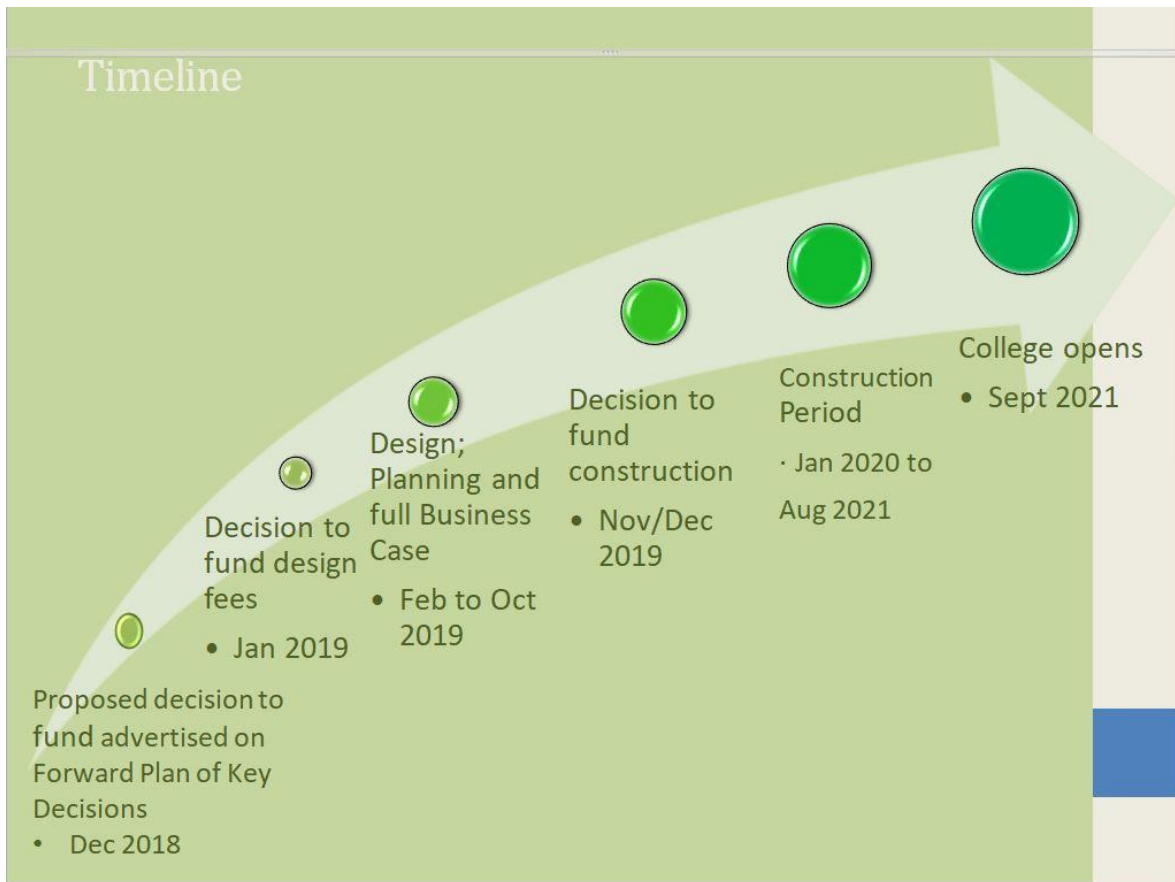 Timeline
Proposed decision to
fund advertised on
Forward Plan of Key
Decisions
• Dec 2018
Decision to
fund design
fees
• Jan 2019
Design;
Planning and
full Business
Case
• Feb to Oct
2019
Decision to
fund
construction
• Nov/Dec
2019
Construction
Period
· Jan 2020 to
Aug 2021
College opens
• Sept 2021